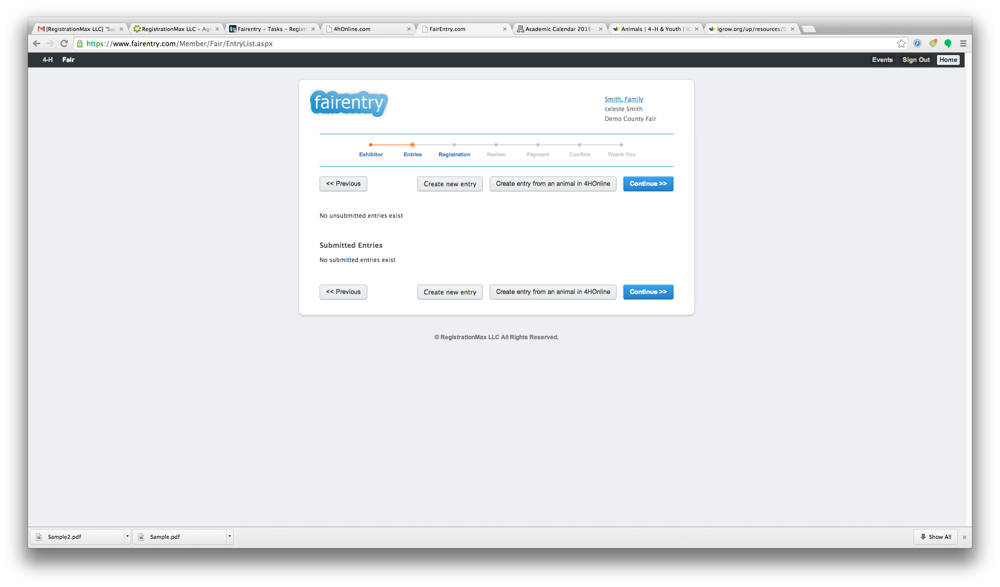 [RegistrationMax LLC] "Sup RegistrationMax LLC – Age Fairentry – Tasks – Registr 4hOnline.com FairEntry.com Academic Calendar 2015- Animals | 4-H & Youth | iG igrow.org/up/resources/0
https://www.fairentry.com/Member/Fair/EntryList.aspx
4-H Fair Events Sign Out Home
fairentry
Smith, Family
celeste Smith
Demo County Fair
Exhibitor Entries Registration Review Payment Confirm Thank You
<< Previous Create new entry Create entry from an animal in 4HOnline Continue >>
No unsubmitted entries exist
Submitted Entries
No submitted entries exist
<< Previous Create new entry Create entry from an animal in 4HOnline Continue >>
© RegistrationMax LLC All Rights Reserved.
Sample2.pdf Sample.pdf Show All